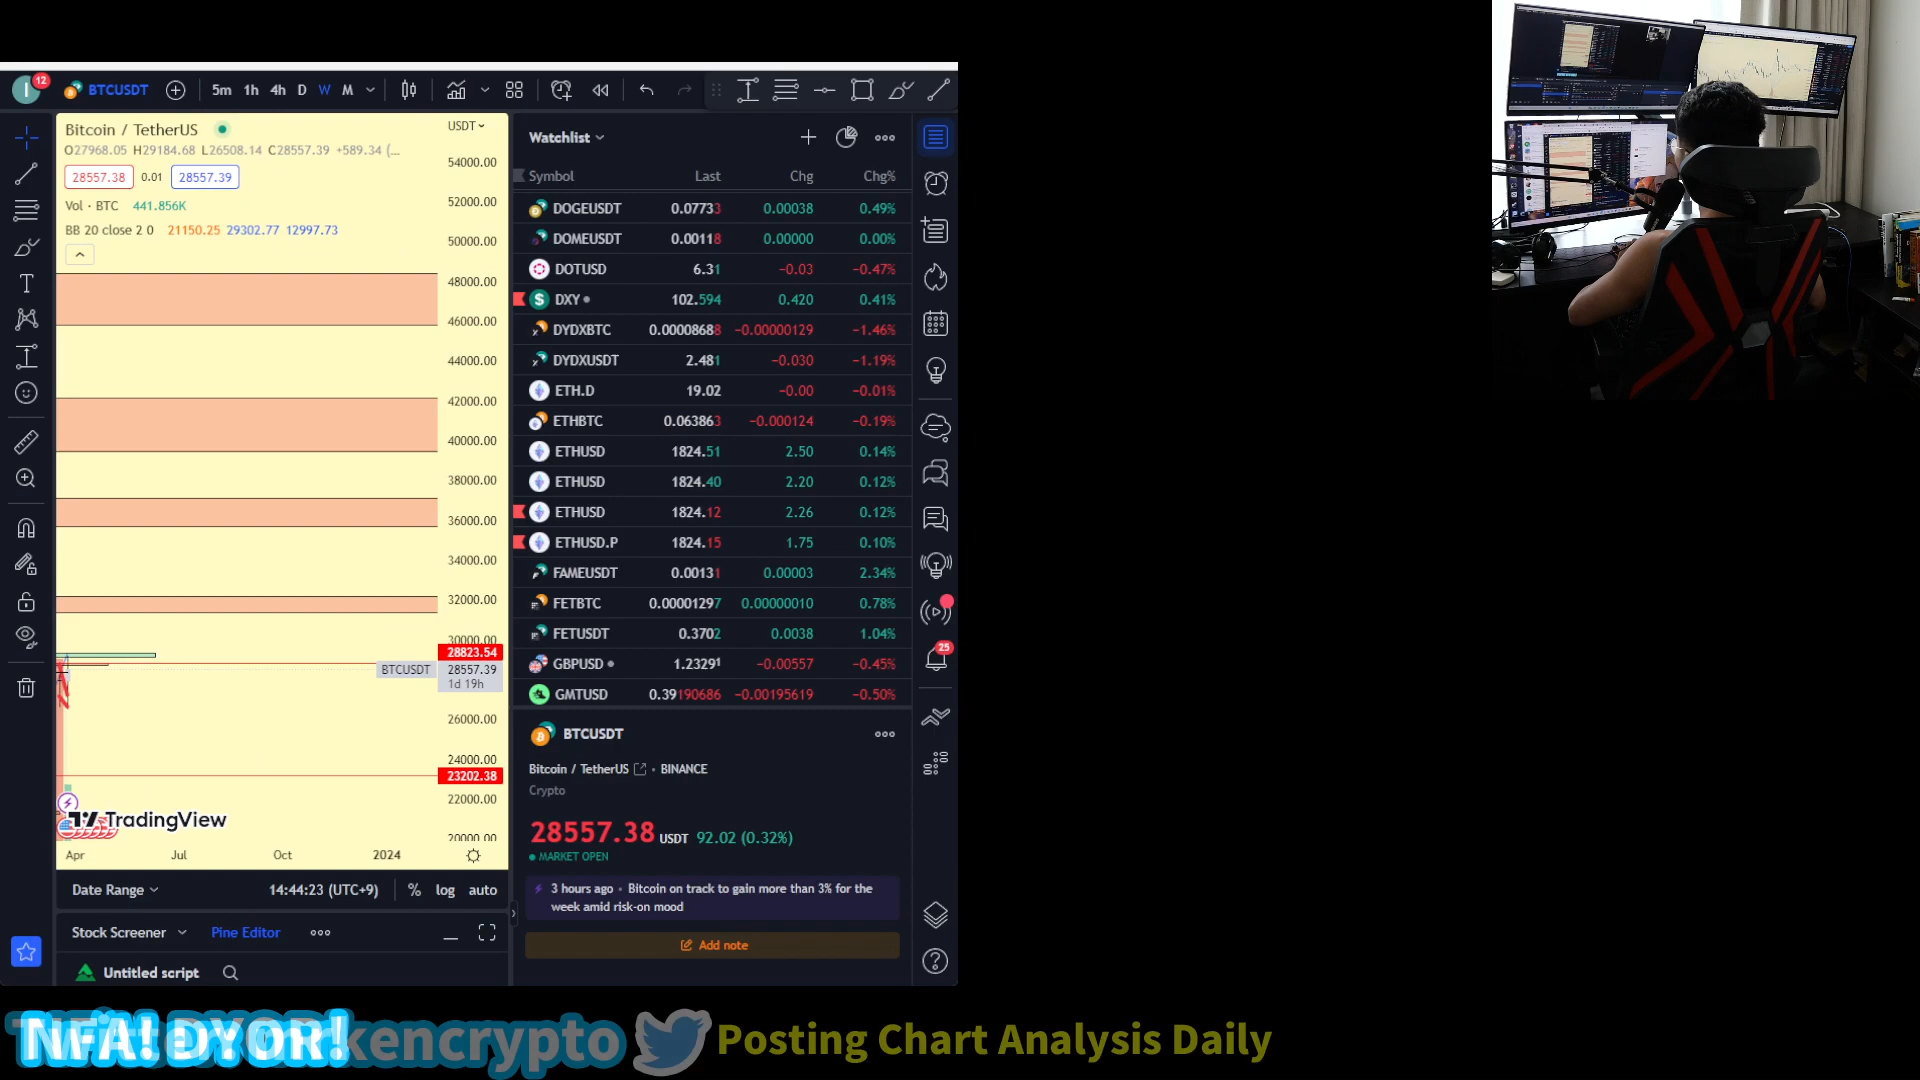 I 12 BTCUSDT 5m 1h 4h D W M
Bitcoin / TetherUS USDT
O27968.05 H29184.68 L26508.14 C28557.39 +589.34 (...
28557.38 0.01 28557.39
Vol · BTC 441.856K
BB 20 close 2 0 21150.25 29302.77 12997.73
54000.00
52000.00
50000.00
48000.00
46000.00
44000.00
42000.00
40000.00
38000.00
36000.00
34000.00
32000.00
30000.00
28823.54
BTCUSDT 28557.39
1d 19h
26000.00
24000.00
23202.38
22000.00
20000.00
TradingView
Apr Jul Oct 2024
Date Range 14:44:23 (UTC+9) % log auto
Stock Screener Pine Editor
Untitled script
Watchlist
Symbol Last Chg Chg%
DOGEUSDT 0.07733 0.00038 0.49%
DOMEUSDT 0.00118 0.00000 0.00%
DOTUSD 6.31 −0.03 −0.47%
DXY 102.594 0.420 0.41%
DYDXBTC 0.00008688 −0.00000129 −1.46%
DYDXUSDT 2.481 −0.030 −1.19%
ETH.D 19.02 −0.00 −0.01%
ETHBTC 0.063863 −0.000124 −0.19%
ETHUSD 1824.51 2.50 0.14%
ETHUSD 1824.40 2.20 0.12%
ETHUSD 1824.12 2.26 0.12%
ETHUSD.P 1824.15 1.75 0.10%
FAMEUSDT 0.00131 0.00003 2.34%
FETBTC 0.00001297 0.00000010 0.78%
FETUSDT 0.3702 0.0038 1.04%
GBPUSD 1.23291 −0.00557 −0.45%
GMTUSD 0.39190686 −0.00195619 −0.50%
BTCUSDT
Bitcoin / TetherUS • BINANCE
Crypto
28557.38 USDT 92.02 (0.32%)
MARKET OPEN
3 hours ago • Bitcoin on track to gain more than 3% for the
week amid risk-on mood
Add note
25
NFA! DYOR! kencrypto Posting Chart Analysis Daily